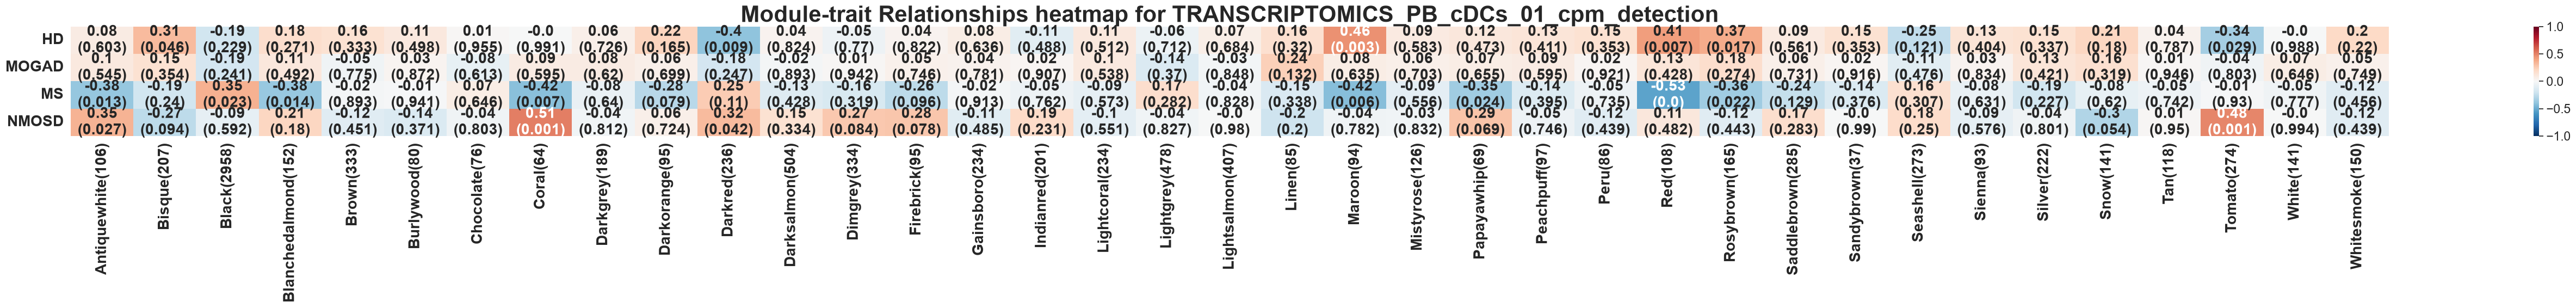 Module-trait Relationships heatmap for TRANSCRIPTOMICS_PB_cDCs_01_cpm_detection
HD 0.08 0.31 -0.19 0.18 0.16 0.11 0.01 -0.0 0.06 0.22 -0.4 0.04 -0.05 0.04 0.08 -0.11 0.11 -0.06 0.07 0.16 0.46 0.09 0.12 0.13 0.15 0.41 0.37 0.09 0.15 -0.25 0.13 0.15 0.21 0.04 -0.34 -0.0 0.2
(0.603) (0.046) (0.229) (0.271) (0.333) (0.498) (0.955) (0.991) (0.726) (0.165) (0.009) (0.824) (0.77) (0.822) (0.636) (0.488) (0.512) (0.712) (0.684) (0.32) (0.003) (0.583) (0.473) (0.411) (0.353) (0.007) (0.017) (0.561) (0.353) (0.121) (0.404) (0.337) (0.18) (0.787) (0.029) (0.988) (0.22)
MOGAD 0.1 0.15 -0.19 0.11 -0.05 0.03 -0.08 0.09 0.08 0.06 -0.18 -0.02 0.01 0.05 0.04 0.02 0.1 -0.14 -0.03 0.24 0.08 0.06 0.07 0.09 0.02 0.13 0.18 0.06 0.02 -0.11 0.03 0.13 0.16 0.01 -0.04 0.07 0.05
(0.545) (0.354) (0.241) (0.492) (0.775) (0.872) (0.613) (0.595) (0.62) (0.699) (0.247) (0.893) (0.942) (0.746) (0.781) (0.907) (0.538) (0.37) (0.848) (0.132) (0.635) (0.703) (0.655) (0.595) (0.921) (0.428) (0.274) (0.731) (0.916) (0.476) (0.834) (0.421) (0.319) (0.946) (0.803) (0.646) (0.749)
MS -0.38 -0.19 0.35 -0.38 -0.02 -0.01 0.07 -0.42 -0.08 -0.28 0.25 -0.13 -0.16 -0.26 -0.02 -0.05 -0.09 0.17 -0.04 -0.15 -0.42 -0.09 -0.35 -0.14 -0.05 -0.53 -0.36 -0.24 -0.14 0.16 -0.08 -0.19 -0.08 -0.05 -0.01 -0.05 -0.12
(0.013) (0.24) (0.023) (0.014) (0.893) (0.941) (0.646) (0.007) (0.64) (0.079) (0.11) (0.428) (0.319) (0.096) (0.913) (0.762) (0.573) (0.282) (0.828) (0.338) (0.006) (0.556) (0.024) (0.395) (0.735) (0.0) (0.022) (0.129) (0.376) (0.307) (0.631) (0.227) (0.62) (0.742) (0.93) (0.777) (0.456)
NMOSD 0.35 -0.27 -0.09 0.21 -0.12 -0.14 -0.04 0.51 -0.04 0.06 0.32 0.15 0.27 0.28 -0.11 0.19 -0.1 -0.04 -0.0 -0.2 -0.04 -0.03 0.29 -0.05 -0.12 0.11 -0.12 0.17 -0.0 0.18 -0.09 -0.04 -0.3 0.01 0.48 -0.0 -0.12
(0.027) (0.094) (0.592) (0.18) (0.451) (0.371) (0.803) (0.001) (0.812) (0.724) (0.042) (0.334) (0.084) (0.078) (0.485) (0.231) (0.551) (0.827) (0.98) (0.2) (0.782) (0.832) (0.069) (0.746) (0.439) (0.482) (0.443) (0.283) (0.99) (0.25) (0.576) (0.801) (0.054) (0.95) (0.001) (0.994) (0.439)
Antiquewhite(106)
Bisque(207)
Black(2958)
Blanchedalmond(152)
Brown(333)
Burlywood(80)
Chocolate(76)
Coral(64)
Darkgrey(189)
Darkorange(95)
Darkred(236)
Darksalmon(504)
Dimgrey(334)
Firebrick(95)
Gainsboro(234)
Indianred(201)
Lightcoral(234)
Lightgrey(478)
Lightsalmon(407)
Linen(85)
Maroon(94)
Mistyrose(126)
Papayawhip(69)
Peachpuff(97)
Peru(86)
Red(108)
Rosybrown(165)
Saddlebrown(285)
Sandybrown(37)
Seashell(273)
Sienna(93)
Silver(222)
Snow(141)
Tan(118)
Tomato(274)
White(141)
Whitesmoke(150)
1.0
0.5
0.0
−0.5
−1.0